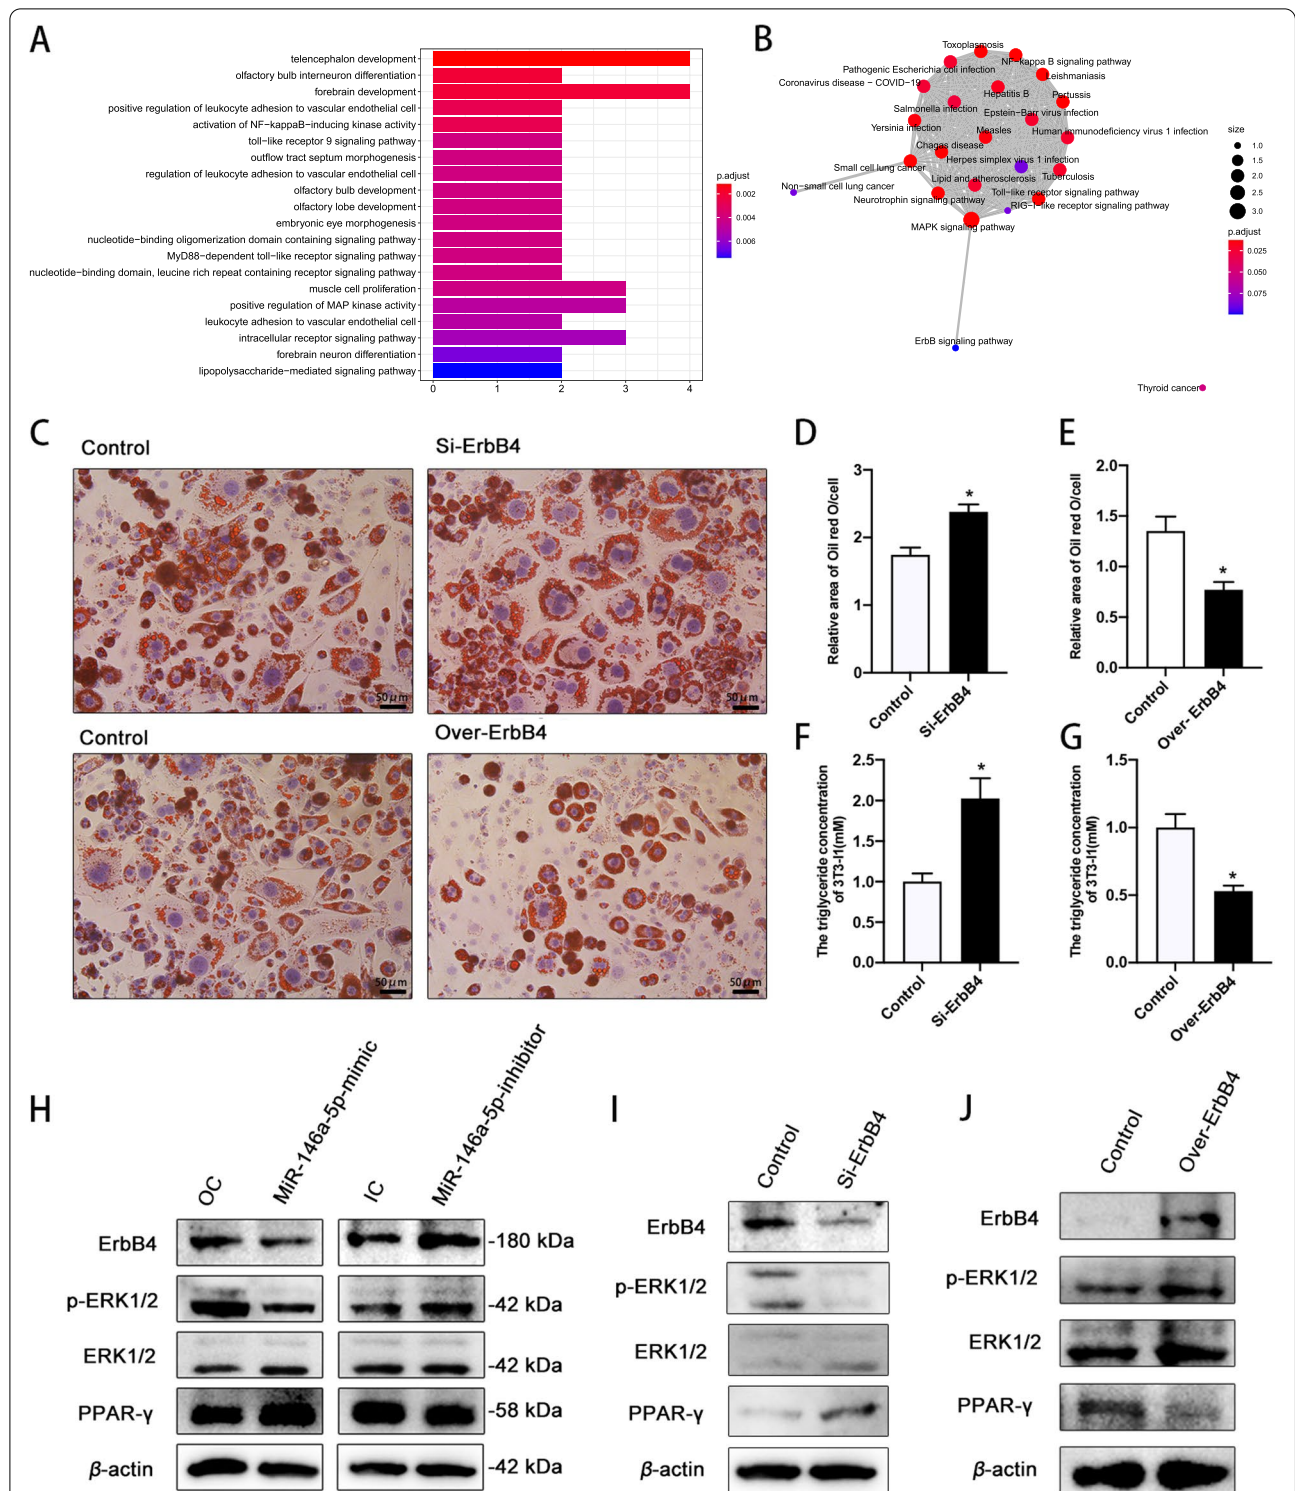 A
telencephalon development
olfactory bulb interneuron differentiation
forebrain development
positive regulation of leukocyte adhesion to vascular endothelial cell
activation of NF−kappaB−inducing kinase activity
toll−like receptor 9 signaling pathway
outflow tract septum morphogenesis
regulation of leukocyte adhesion to vascular endothelial cell
olfactory bulb development
olfactory lobe development
embryonic eye morphogenesis
nucleotide−binding oligomerization domain containing signaling pathway
MyD88−dependent toll−like receptor signaling pathway
nucleotide−binding domain, leucine rich repeat containing receptor signaling pathway
muscle cell proliferation
positive regulation of MAP kinase activity
leukocyte adhesion to vascular endothelial cell
intracellular receptor signaling pathway
forebrain neuron differentiation
lipopolysaccharide−mediated signaling pathway
0 1 2 3 4
p.adjust
0.002
0.004
0.006
B
Toxoplasmosis
NF−kappa B signaling pathway
Pathogenic Escherichia coli infection
Leishmaniasis
Coronavirus disease − COVID−19
Hepatitis B
Pertussis
Salmonella infection
Epstein−Barr virus infection
Yersinia infection
Measles
Human immunodeficiency virus 1 infection
Chagas disease
Herpes simplex virus 1 infection
Small cell lung cancer
Lipid and atherosclerosis
Tuberculosis
Non−small cell lung cancer
Toll−like receptor signaling pathway
Neurotrophin signaling pathway
RIG−I−like receptor signaling pathway
MAPK signaling pathway
ErbB signaling pathway
Thyroid cancer
size
1.0
1.5
2.0
2.5
3.0
p.adjust
0.025
0.050
0.075
C
Control
Si-ErbB4
50μm
50μm
Control
Over-ErbB4
50μm
50μm
D
Relative area of Oil red O/cell
3
2
1
0
*
Control
Si-ErbB4
E
Relative area of Oil red O/cell
2.0
1.5
1.0
0.5
0.0
*
Control
Over- ErbB4
F
The triglyceride concentration
of 3T3-l1(mM)
2.5
2.0
1.5
1.0
0.5
0.0
*
Control
Si-ErbB4
G
The triglyceride concentration
of 3T3-l1(mM)
1.5
1.0
0.5
0.0
*
Control
Over-ErbB4
H
OC
MiR-146a-5p-mimic
IC
MiR-146a-5p-inhibitor
ErbB4
-180 kDa
p-ERK1/2
-42 kDa
ERK1/2
-42 kDa
PPAR-γ
-58 kDa
β-actin
-42 kDa
I
Control
Si-ErbB4
ErbB4
p-ERK1/2
ERK1/2
PPAR-γ
β-actin
J
Control
Over-ErbB4
ErbB4
p-ERK1/2
ERK1/2
PPAR-γ
β-actin